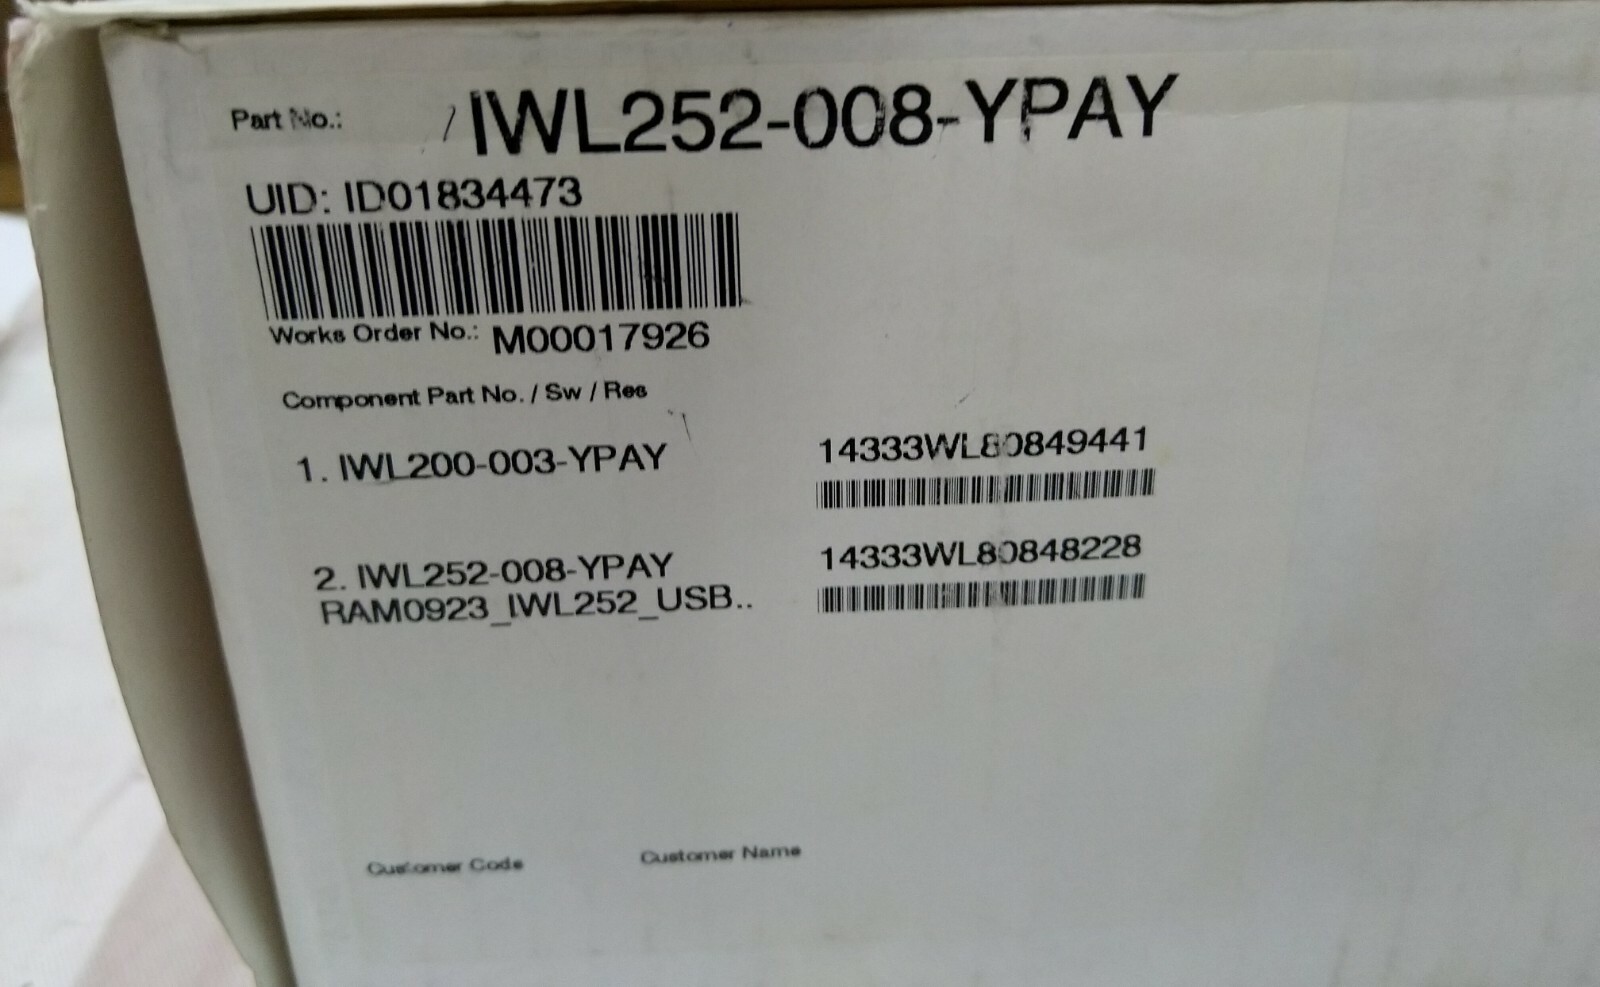 Part No.: IWL252-008-YPAY
UID: ID01834473
Works Order No.: M00017926
Component Part No. / Sw / Res
1. IWL200-003-YPAY 14333WL80849441
2. IWL252-008-YPAY 14333WL80848228
RAM0923_IWL252_USB..
Customer Code Customer Name